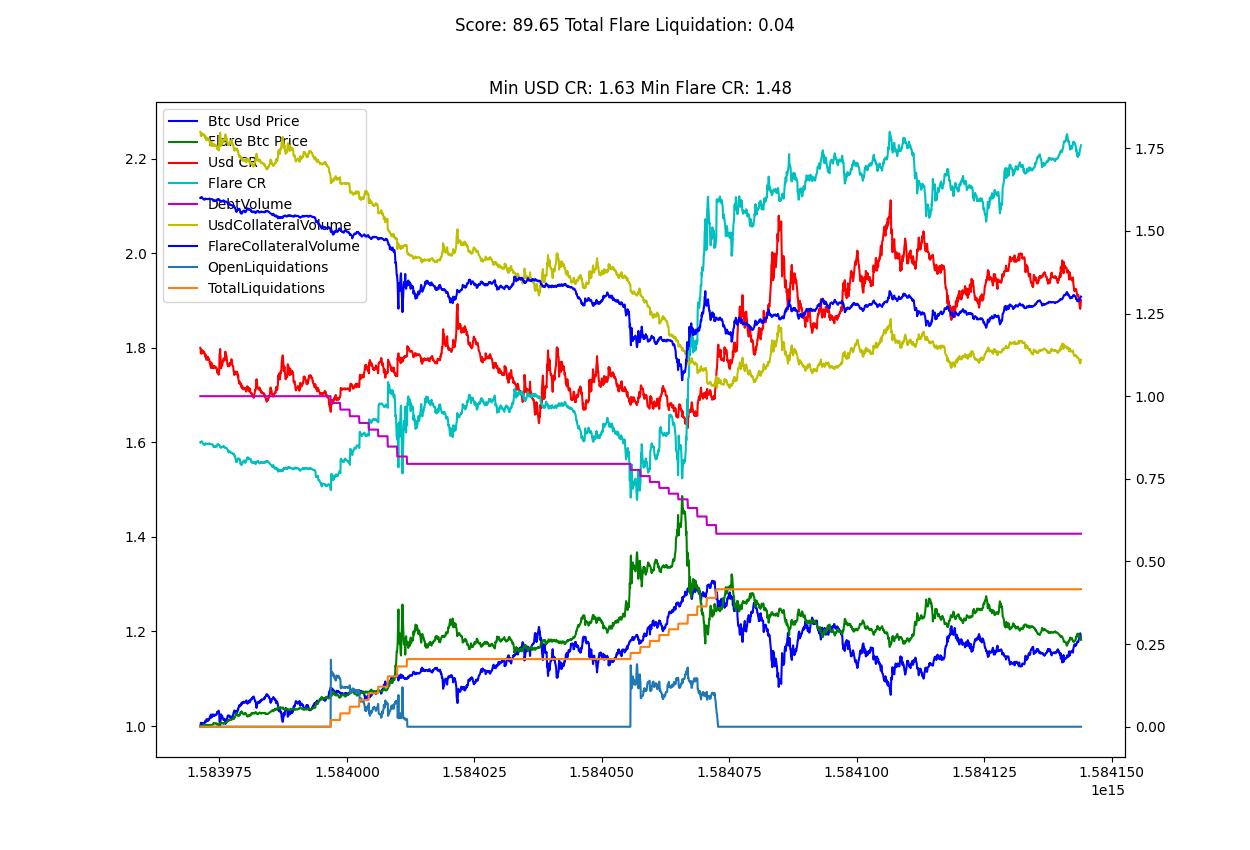 Score: 89.65 Total Flare Liquidation: 0.04
Min USD CR: 1.63 Min Flare CR: 1.48
Btc Usd Price
Flare Btc Price
Usd CR
Flare CR
DebtVolume
UsdCollateralVolume
FlareCollateralVolume
OpenLiquidations
TotalLiquidations
2.2
2.0
1.8
1.6
1.4
1.2
1.0
1.75
1.50
1.25
1.00
0.75
0.50
0.25
0.00
1.583975 1.584000 1.584025 1.584050 1.584075 1.584100 1.584125 1.584150
1e15